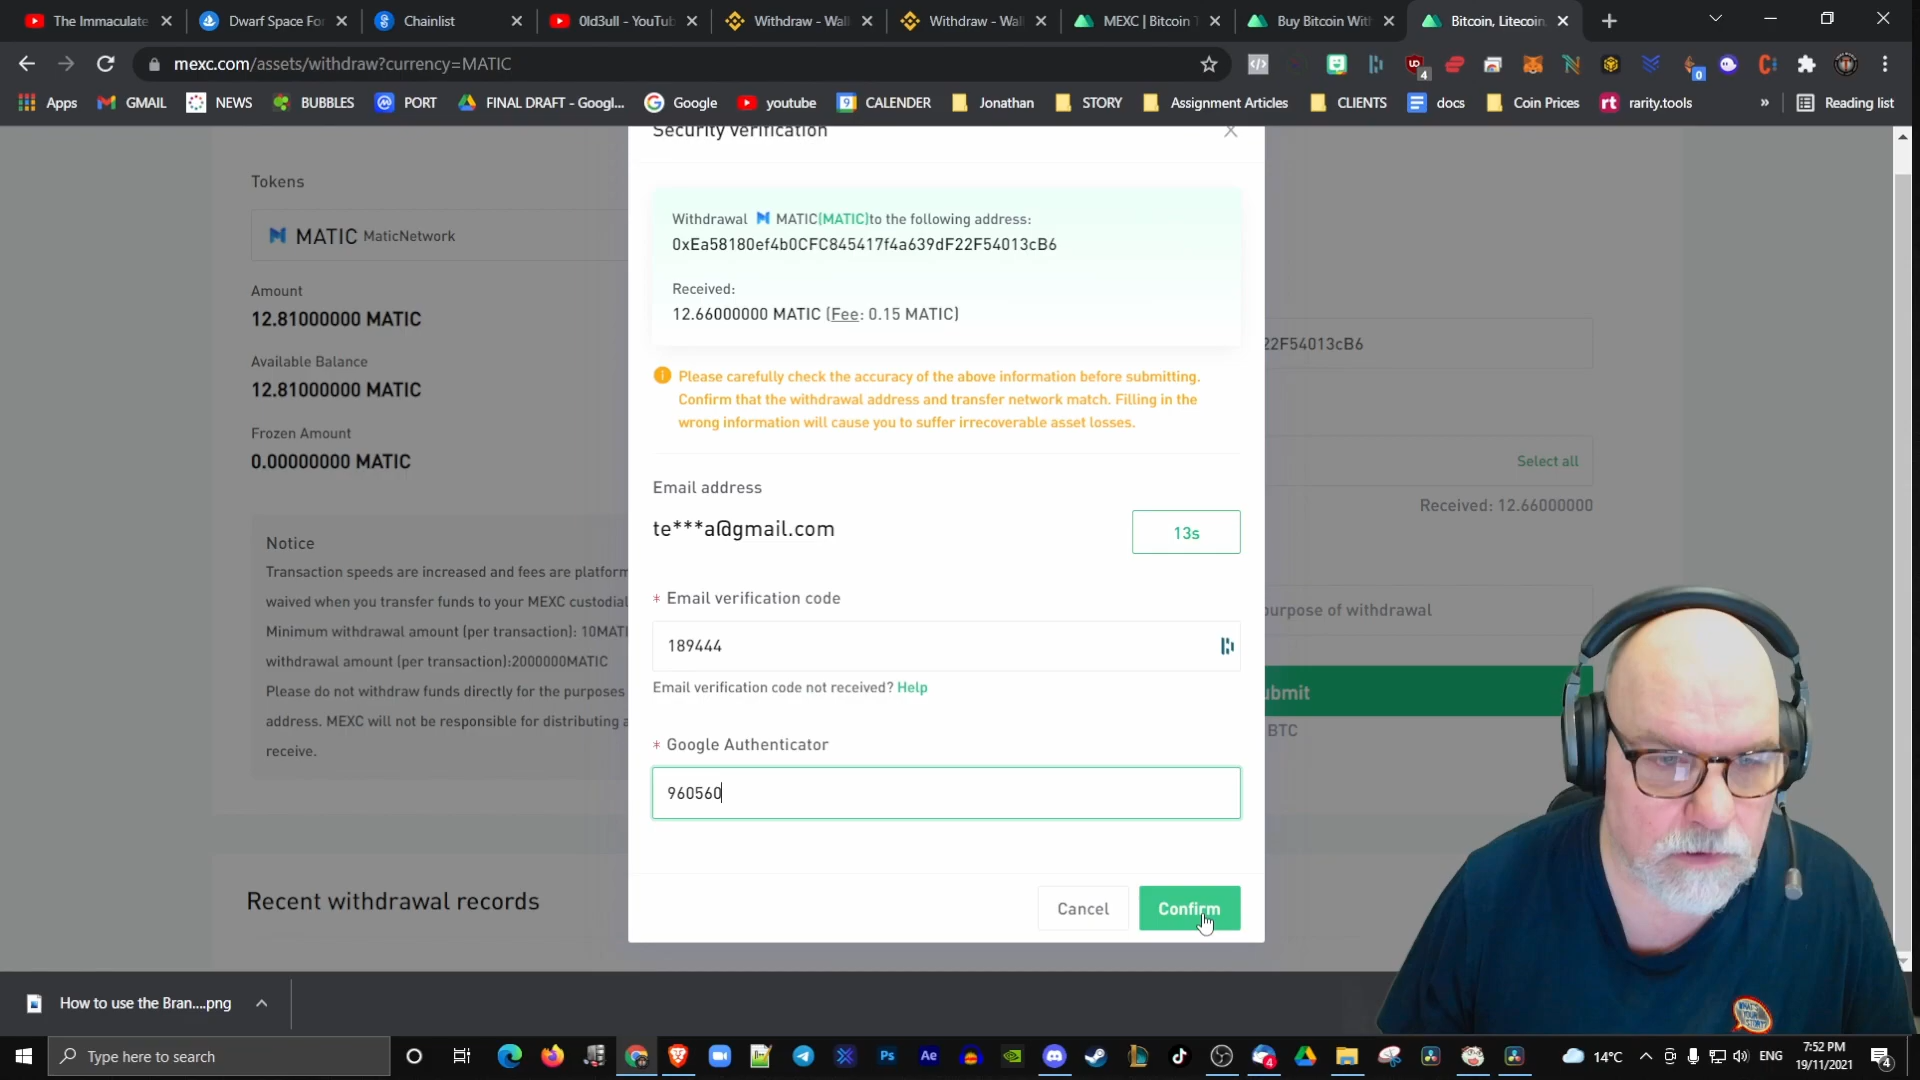 The Immaculate
Dwarf Space For
Chainlist
0ld3ull - YouTub
Withdraw - Wall
Withdraw - Wall
MEXC | Bitcoin T
Buy Bitcoin With
Bitcoin, Litecoin,
mexc.com/assets/withdraw?currency=MATIC
Apps
GMAIL
NEWS
BUBBLES
PORT
FINAL DRAFT - Googl...
Google
youtube
CALENDER
Jonathan
STORY
Assignment Articles
CLIENTS
docs
Coin Prices
rarity.tools
»
Reading list
Security verification
Tokens
MATIC MaticNetwork
Amount
12.81000000 MATIC
Available Balance
12.81000000 MATIC
Frozen Amount
0.00000000 MATIC
Notice
Transaction speeds are increased and fees are platform
waived when you transfer funds to your MEXC custodial
Minimum withdrawal amount (per transaction): 10MATI
withdrawal amount (per transaction):2000000MATIC
Please do not withdraw funds directly for the purposes
address. MEXC will not be responsible for distributing a
receive.
Recent withdrawal records
Withdrawal MATIC(MATIC)to the following address:
0xEa58180ef4b0CFC845417f4a639dF22F54013cB6
Received:
12.66000000 MATIC (Fee: 0.15 MATIC)
Please carefully check the accuracy of the above information before submitting.
Confirm that the withdrawal address and transfer network match. Filling in the
wrong information will cause you to suffer irrecoverable asset losses.
Email address
te***a@gmail.com
13s
* Email verification code
189444
Email verification code not received? Help
* Google Authenticator
960560
Cancel
Confirm
22F54013cB6
Select all
Received: 12.66000000
purpose of withdrawal
ubmit
BTC
How to use the Bran....png
Type here to search
14°C
ENG
7:52 PM
19/11/2021